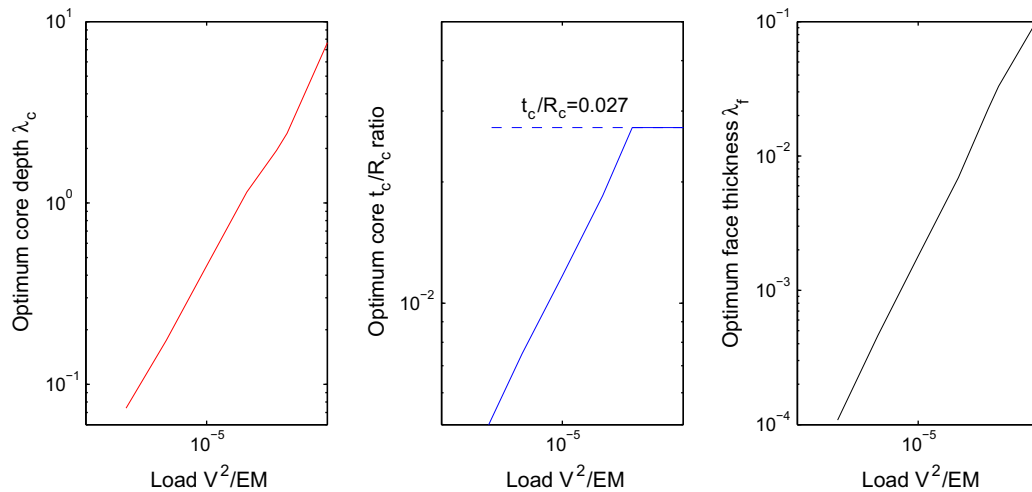 Optimum core depth λ_c
10^1
10^0
10^-1
10^-5
Load V^2/EM
Optimum core t_c/R_c ratio
t_c/R_c=0.027
10^-2
10^-5
Load V^2/EM
Optimum face thickness λ_f
10^-1
10^-2
10^-3
10^-4
10^-5
Load V^2/EM